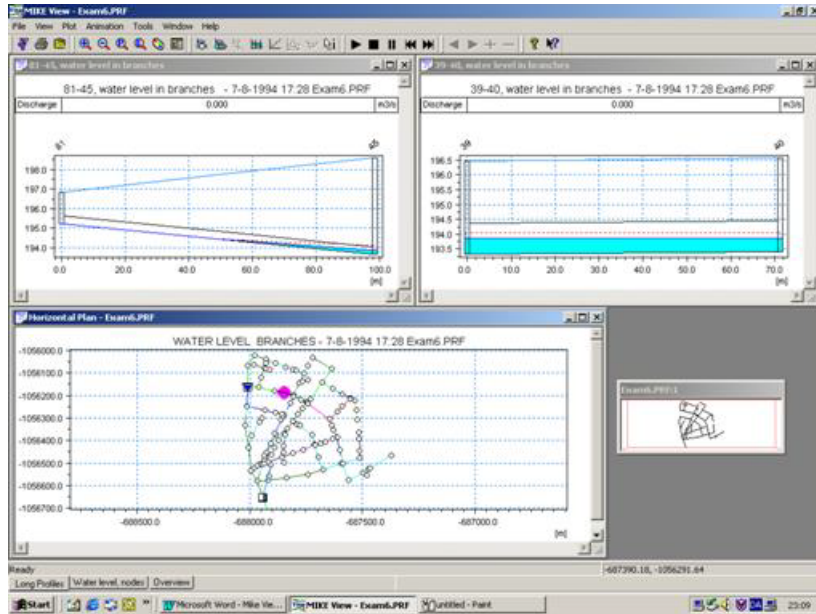 MIKE View - Exam6.PRF
File View Plot Animation Tools Window Help
81-45, water level in branches
81-45, water level in branches - 7-8-1994 17:28 Exam6.PRF
Discharge 0.000 m3/s
81 45
198.0
197.0
196.0
195.0
194.0
0.0 20.0 40.0 60.0 80.0 100.0
[m]
39-40, water level in branches
39-40, water level in branches - 7-8-1994 17:28 Exam6.PRF
Discharge 0.000 m3/s
39 40
196.5
196.0
195.5
195.0
194.5
194.0
193.5
0.0 10.0 20.0 30.0 40.0 50.0 60.0 70.0
[m]
Horizontal Plan - Exam6.PRF
WATER LEVEL BRANCHES - 7-8-1994 17:28 Exam6.PRF
-1056000.0
-1056100.0
-1056200.0
-1056300.0
-1056400.0
-1056500.0
-1056600.0
-1056700.0
-688500.0 -688000.0 -687500.0 -687000.0
[m]
Exam6.PRF:1
Ready
-687390.18, -1056291.64
Long Profiles Water level, nodes Overview
Start
Microsoft Word - Mike Vie...
MIKE View - Exam6.PRF
untitled - Paint
23:09